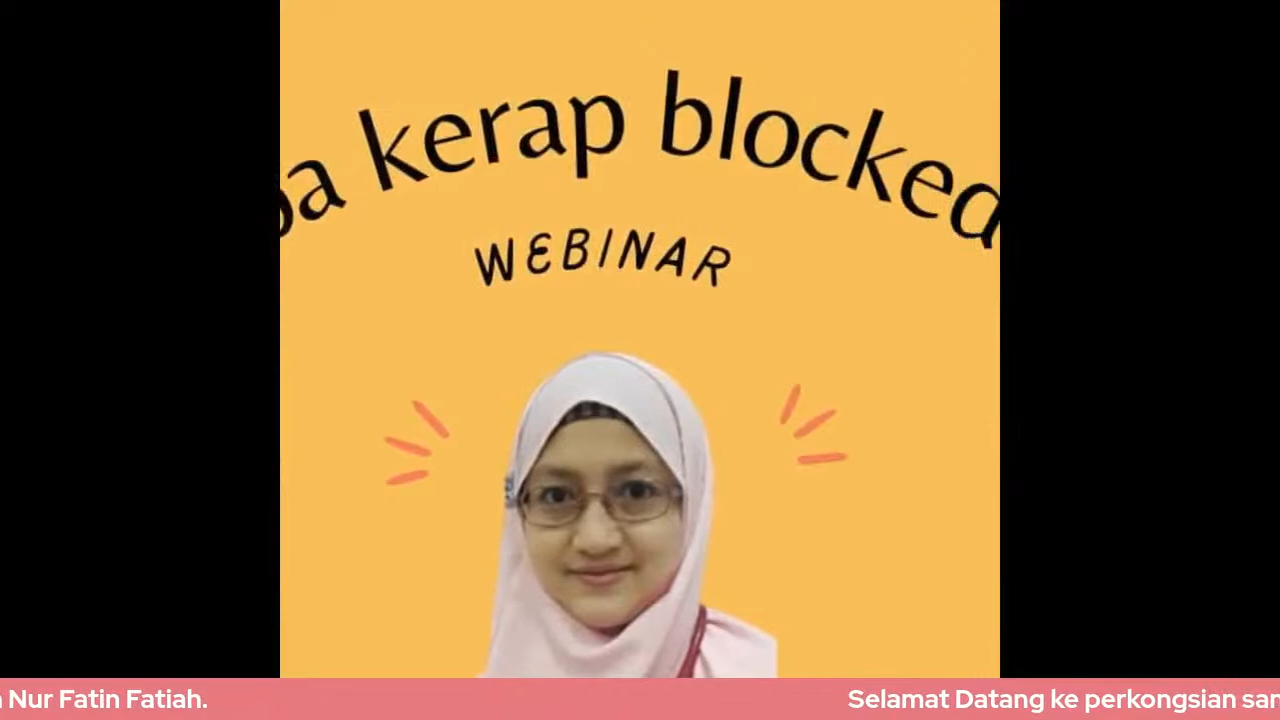 kerap blocked
WEBINAR
Nur Fatin Fatiah.
Selamat Datang ke perkongsian